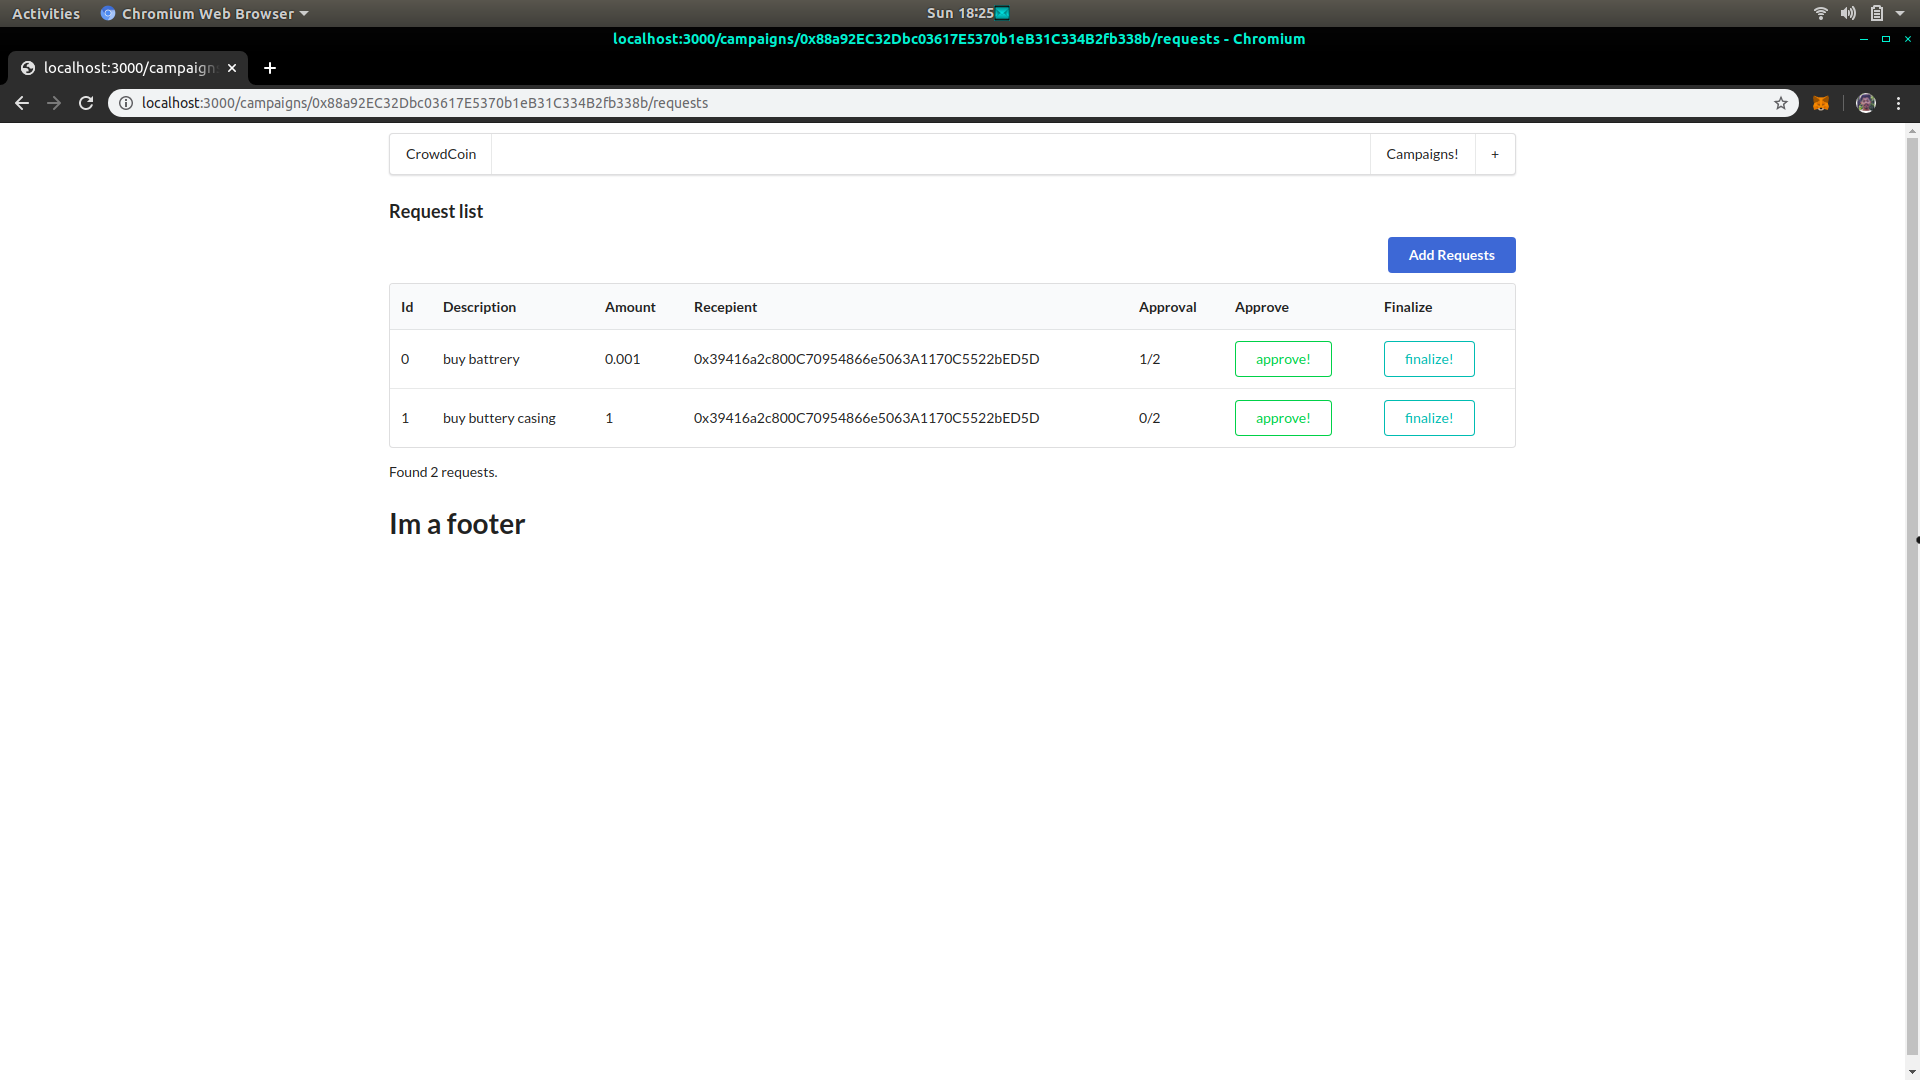 Activities Chromium Web Browser Sun 18:25
localhost:3000/campaigns/0x88a92EC32Dbc03617E5370b1eB31C334B2fb338b/requests - Chromium
localhost:3000/campaign
localhost:3000/campaigns/0x88a92EC32Dbc03617E5370b1eB31C334B2fb338b/requests
CrowdCoin Campaigns! +
Request list
Add Requests
Id Description Amount Recepient Approval Approve Finalize
0 buy battrery 0.001 0x39416a2c800C70954866e5063A1170C5522bED5D 1/2 approve! finalize!
1 buy buttery casing 1 0x39416a2c800C70954866e5063A1170C5522bED5D 0/2 approve! finalize!
Found 2 requests.
Im a footer